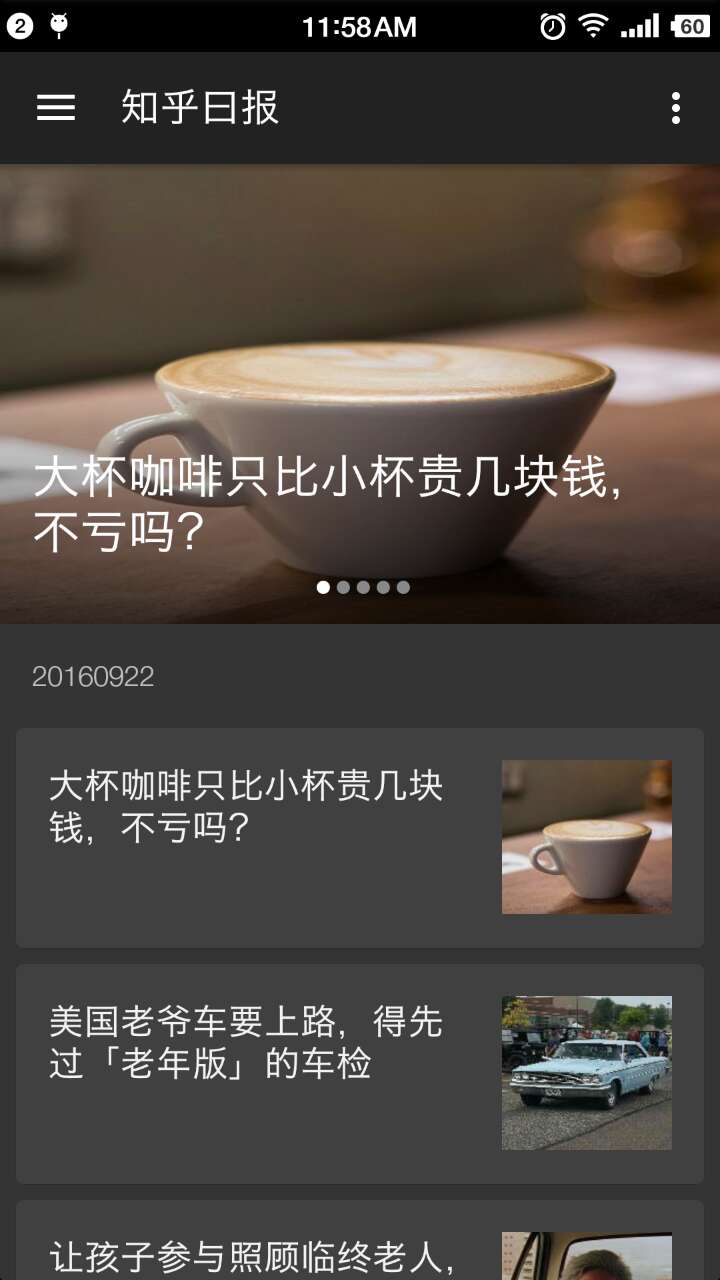 2
11:58AM
60
知乎日报
大杯咖啡只比小杯贵几块钱，
不亏吗？
20160922
大杯咖啡只比小杯贵几块
钱，不亏吗？
美国老爷车要上路，得先
过「老年版」的车检
让孩子参与照顾临终老人，